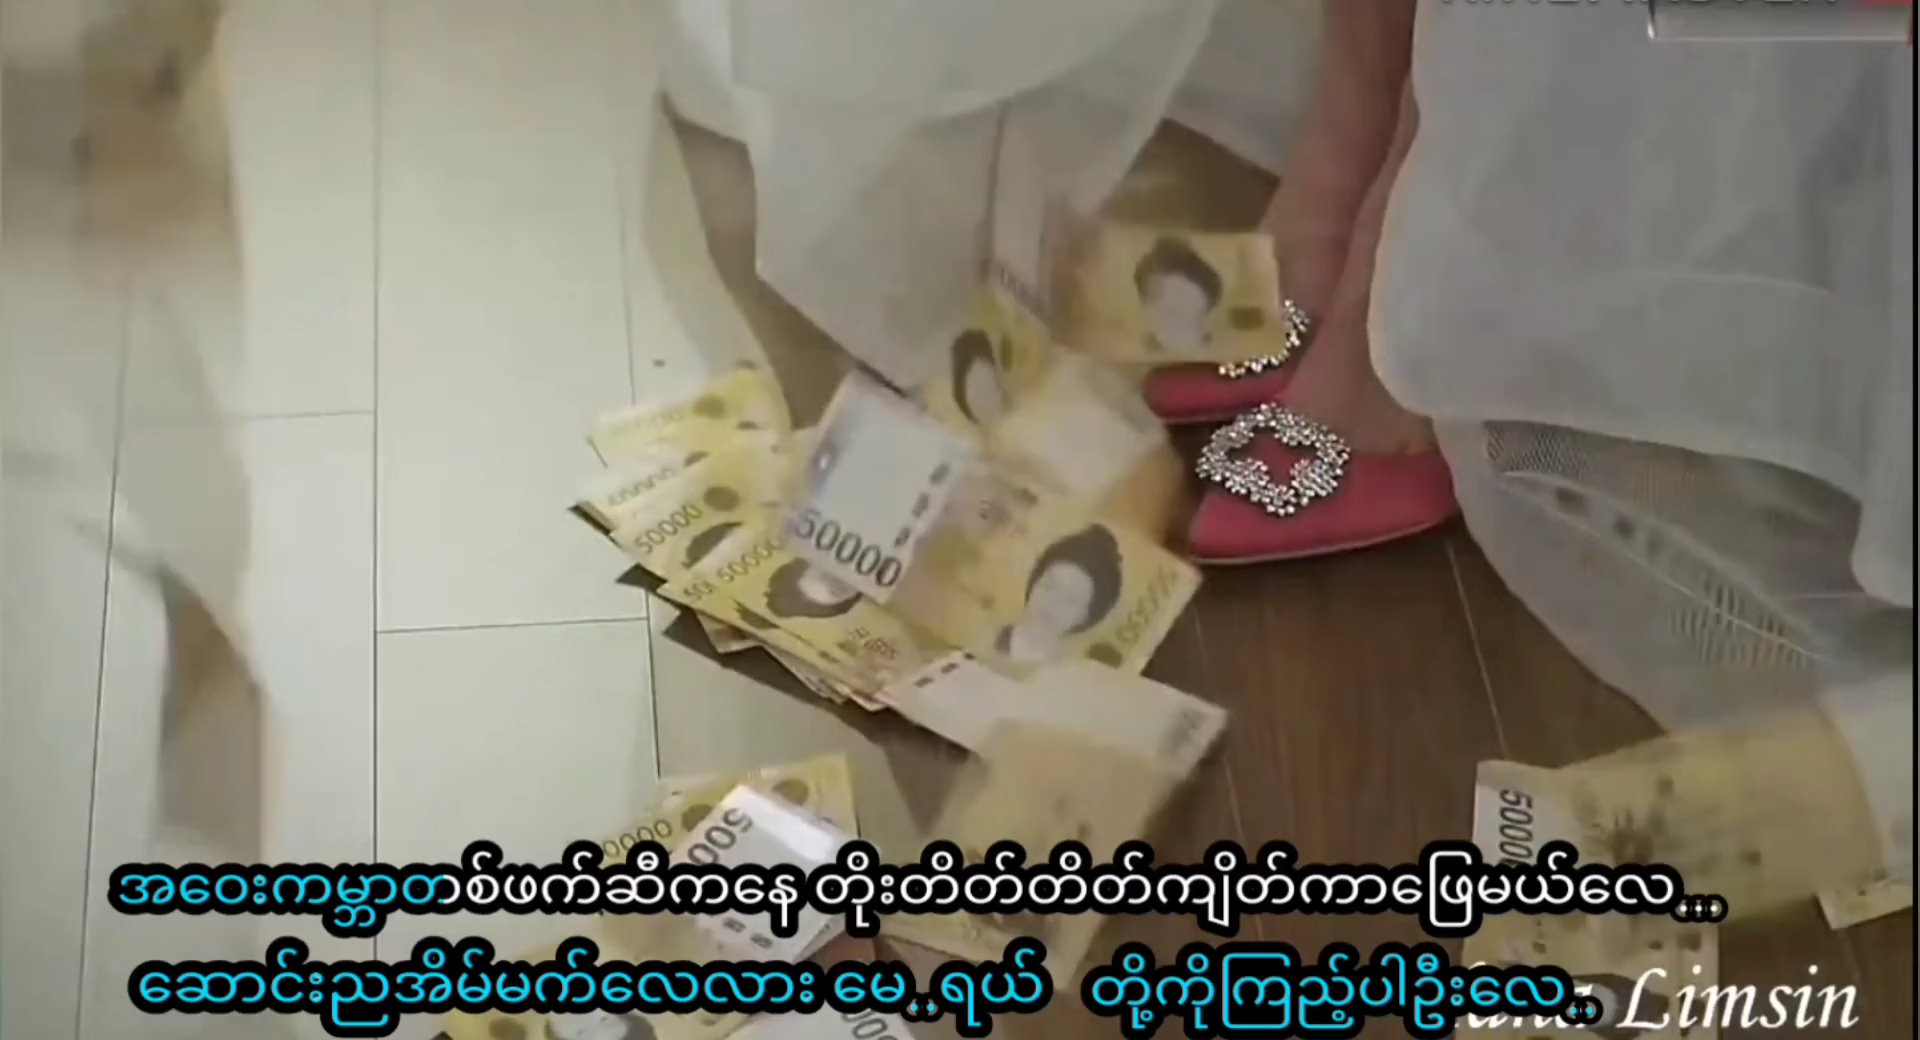 50000
50000
50000
50000
အဝေးကမ္ဘာတစ်ဖက်ဆီကနေ တိုးတိတ်တိတ်ကျိတ်ကာဖြေမယ်လေ...
ဆောင်းညအိမ်မက်လေလား မေ..ရယ် တို့ကိုကြည့်ပါဦးလေ..
Limsin